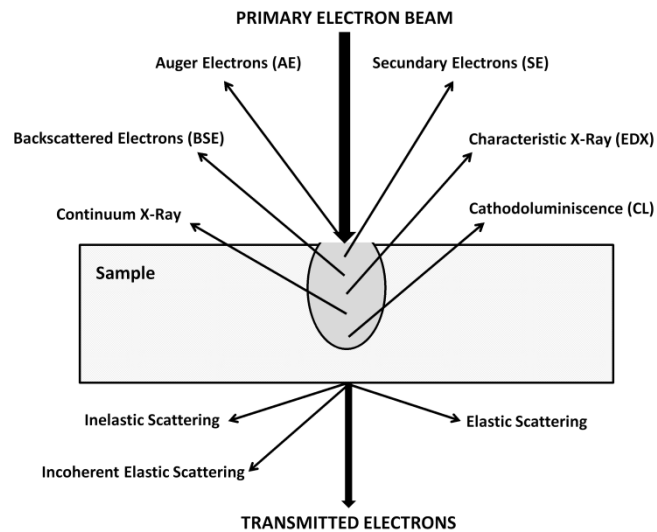 PRIMARY ELECTRON BEAM
Auger Electrons (AE)
Secundary Electrons (SE)
Backscattered Electrons (BSE)
Characteristic X-Ray (EDX)
Continuum X-Ray
Cathodoluminiscence (CL)
Sample
Inelastic Scattering
Elastic Scattering
Incoherent Elastic Scattering
TRANSMITTED ELECTRONS